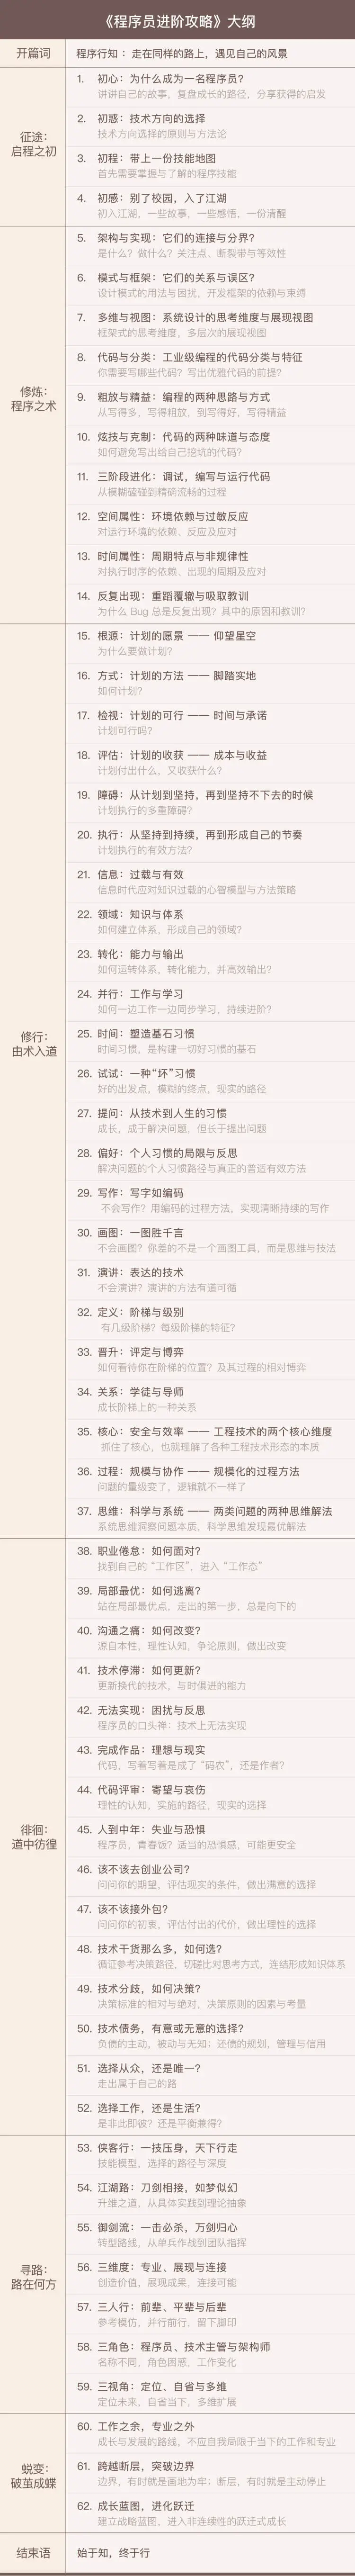 《程序员进阶攻略》大纲
开篇词
程序行知：走在同样的路上，遇见自己的风景
征途：
启程之初
1. 初心：为什么成为一名程序员？
讲讲自己的故事，复盘成长的路径，分享获得的启发
2. 初惑：技术方向的选择
技术方向选择的原则与方法论
3. 初程：带上一份技能地图
首先需要掌握与了解的程序技能
4. 初感：别了校园，入了江湖
初入江湖，一些故事，一些感悟，一份清醒
修炼：
程序之术
5. 架构与实现：它们的连接与分界？
是什么？做什么？关注点、断裂带与等效性
6. 模式与框架：它们的关系与误区？
设计模式的用法与困扰，开发框架的依赖与束缚
7. 多维与视图：系统设计的思考维度与展现视图
框架式的思考维度，多层次的展现视图
8. 代码与分类：工业级编程的代码分类与特征
你需要写哪些代码？写出优雅代码的前提？
9. 粗放与精益：编程的两种思路与方式
从写得多，写得粗放，到写得好，写得精益
10. 炫技与克制：代码的两种味道与态度
如何避免写出给自己挖坑的代码？
11. 三阶段进化：调试，编写与运行代码
从模糊磕碰到精确流畅的过程
12. 空间属性：环境依赖与过敏反应
对运行环境的依赖、反应及应对
13. 时间属性：周期特点与非规律性
对执行时序的依赖、出现的周期及应对
14. 反复出现：重蹈覆辙与吸取教训
为什么 Bug 总是反复出现？其中的原因和教训？
修行：
由术入道
15. 根源：计划的愿景 —— 仰望星空
为什么要做计划？
16. 方式：计划的方法 —— 脚踏实地
如何计划？
17. 检视：计划的可行 —— 时间与承诺
计划可行吗？
18. 评估：计划的收获 —— 成本与收益
计划付出什么，又收获什么？
19. 障碍：从计划到坚持，再到坚持不下去的时候
计划执行的多重障碍？
20. 执行：从坚持到持续，再到形成自己的节奏
计划执行的有效方法？
21. 信息：过载与有效
信息时代应对知识过载的心智模型与方法策略
22. 领域：知识与体系
如何建立体系，形成自己的领域？
23. 转化：能力与输出
如何运转体系，转化能力，并高效输出？
24. 并行：工作与学习
如何一边工作一边同步学习，持续进阶？
25. 时间：塑造基石习惯
时间习惯，是构建一切好习惯的基石
26. 试试：一种“坏”习惯
好的出发点，模糊的终点，现实的路径
27. 提问：从技术到人生的习惯
成长，成于解决问题，但长于提出问题
28. 偏好：个人习惯的局限与反思
解决问题的个人习惯路径与真正的普适有效方法
29. 写作：写字如编码
不会写作？用编码的过程方法，实现清晰持续的写作
30. 画图：一图胜千言
不会画图？你差的不是一个画图工具，而是思维与技法
31. 演讲：表达的技术
不会演讲？演讲的方法有道可循
32. 定义：阶梯与级别
有几级阶梯？每级阶梯的特征？
33. 晋升：评定与博弈
如何看待你在阶梯的位置？及其过程的相对博弈
34. 关系：学徒与导师
成长阶梯上的一种关系
35. 核心：安全与效率 —— 工程技术的两个核心维度
抓住了核心，也就理解了各种工程技术形态的本质
36. 过程：规模与协作 —— 规模化的过程方法
问题的量级变了，逻辑就不一样了
37. 思维：科学与系统 —— 两类问题的两种思维解法
系统思维洞察问题本质，科学思维发现最优解法
徘徊：
道中彷徨
38. 职业倦怠：如何面对？
找到自己的“工作区”，进入“工作态”
39. 局部最优：如何逃离？
站在局部最优点，走出的第一步，总是向下的
40. 沟通之痛：如何改变？
源自本性，理性认知，争论原则，做出改变
41. 技术停滞：如何更新？
更新换代的技术，与时俱进的能力
42. 无法实现：困扰与反思
程序员的口头禅：技术上无法实现
43. 完成作品：理想与现实
代码，写着写着是成了“码农”，还是作者？
44. 代码评审：寄望与哀伤
理性的认知，实施的路径，现实的选择
45. 人到中年：失业与恐惧
程序员，青春饭？适当的恐惧感，可能更安全
46. 该不该去创业公司？
问问你的期望，评估现实的条件，做出满意的选择
47. 该不该接外包？
问问你的初衷，评估付出的代价，做出理性的选择
48. 技术干货那么多，如何选？
循证参考决策路径，切磋比对思考方式，连结形成知识体系
49. 技术分歧，如何决策？
决策标准的相对与绝对，决策原则的因素与考量
50. 技术债务，有意或无意的选择？
负债的主动，被动与无知；还债的规划，管理与信用
51. 选择从众，还是唯一？
走出属于自己的路
52. 选择工作，还是生活？
是非此即彼？还是平衡兼得？
寻路：
路在何方
53. 侠客行：一技压身，天下行走
技能模型，选择的路径与深度
54. 江湖路：刀剑相接，如梦似幻
升维之道，从具体实践到理论抽象
55. 御剑流：一击必杀，万剑归心
转型路线，从单兵作战到团队指挥
56. 三维度：专业、展现与连接
创造价值，展现成果，连接可能
57. 三人行：前辈、平辈与后辈
参考模仿，并行前行，留下脚印
58. 三角色：程序员、技术主管与架构师
名称不同，角色困惑，工作变化
59. 三视角：定位、自省与多维
定位未来，自省当下，多维扩展
蜕变：
破茧成蝶
60. 工作之余，专业之外
成长与发展的路线，不应自我局限于当下的工作和专业
61. 跨越断层，突破边界
边界，有时就是画地为牢；断层，有时就是主动停止
62. 成长蓝图，进化跃迁
建立战略蓝图，进入非连续性的跃迁式成长
结束语
始于知，终于行